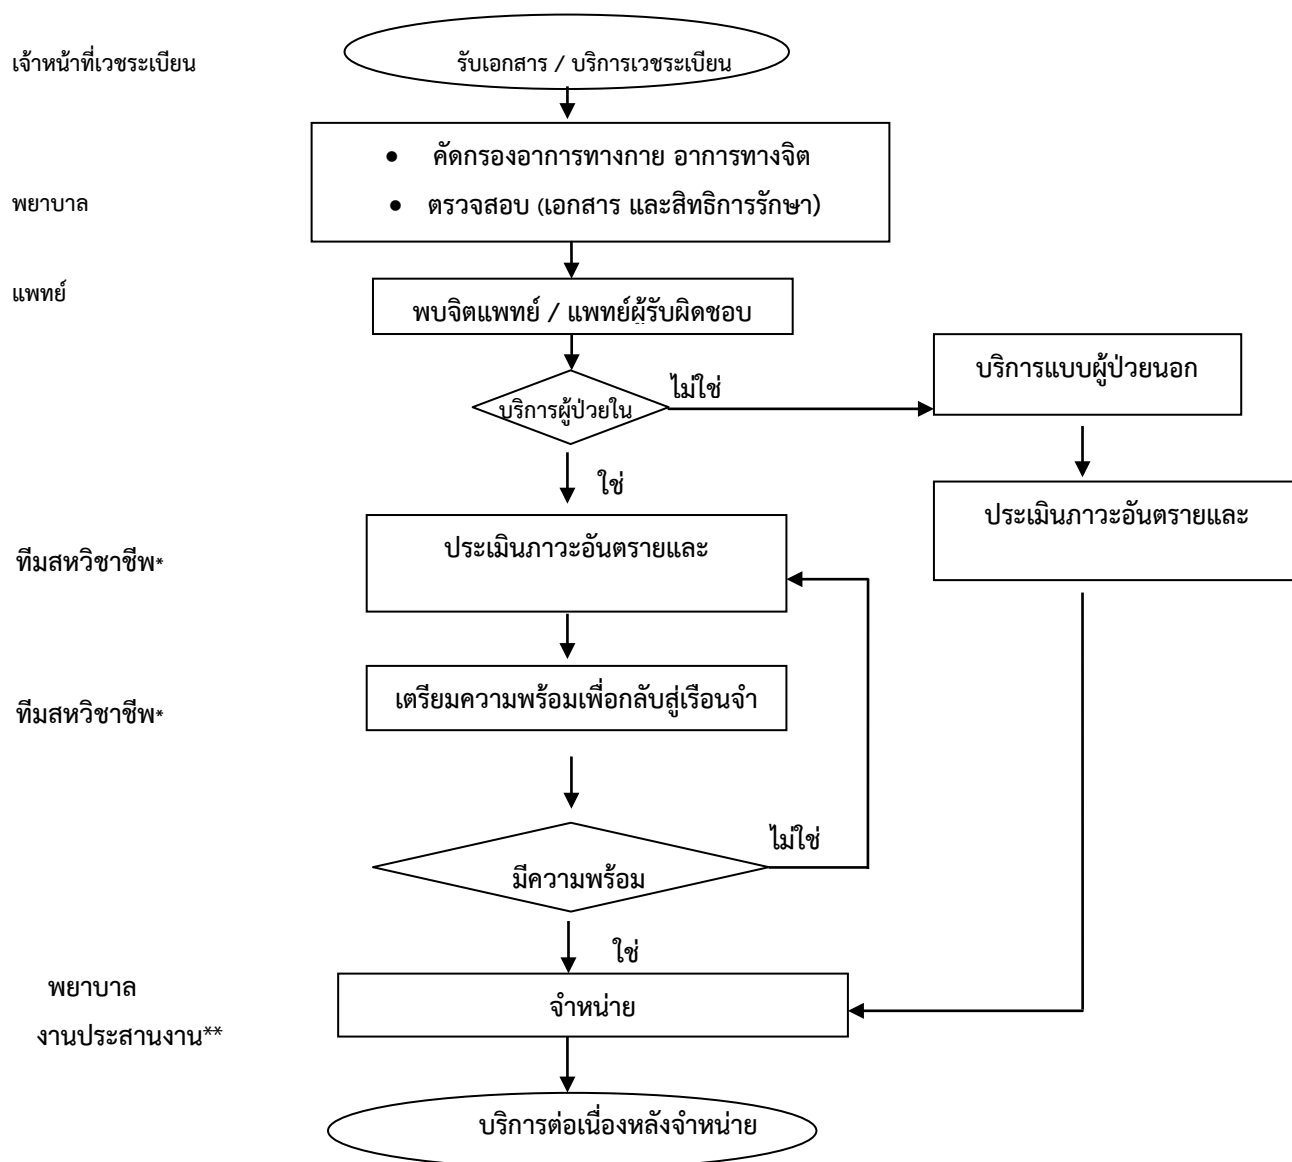 เจ้าหน้าที่เวชระเบียน
รับเอกสาร / บริการเวชระเบียน
• คัดกรองอาการทางกาย อาการทางจิต
• ตรวจสอบ (เอกสาร และสิทธิการรักษา)
พยาบาล
แพทย์
พบจิตแพทย์ / แพทย์ผู้รับผิดชอบ
บริการผู้ป่วยใน
ไม่ใช่
บริการแบบผู้ป่วยนอก
ใช่
ประเมินภาวะอันตรายและ
ทีมสหวิชาชีพ*
ประเมินภาวะอันตรายและ
ทีมสหวิชาชีพ*
เตรียมความพร้อมเพื่อกลับสู่เรือนจำ
มีความพร้อม
ไม่ใช่
ใช่
พยาบาล
งานประสานงาน**
จำหน่าย
บริการต่อเนื่องหลังจำหน่าย